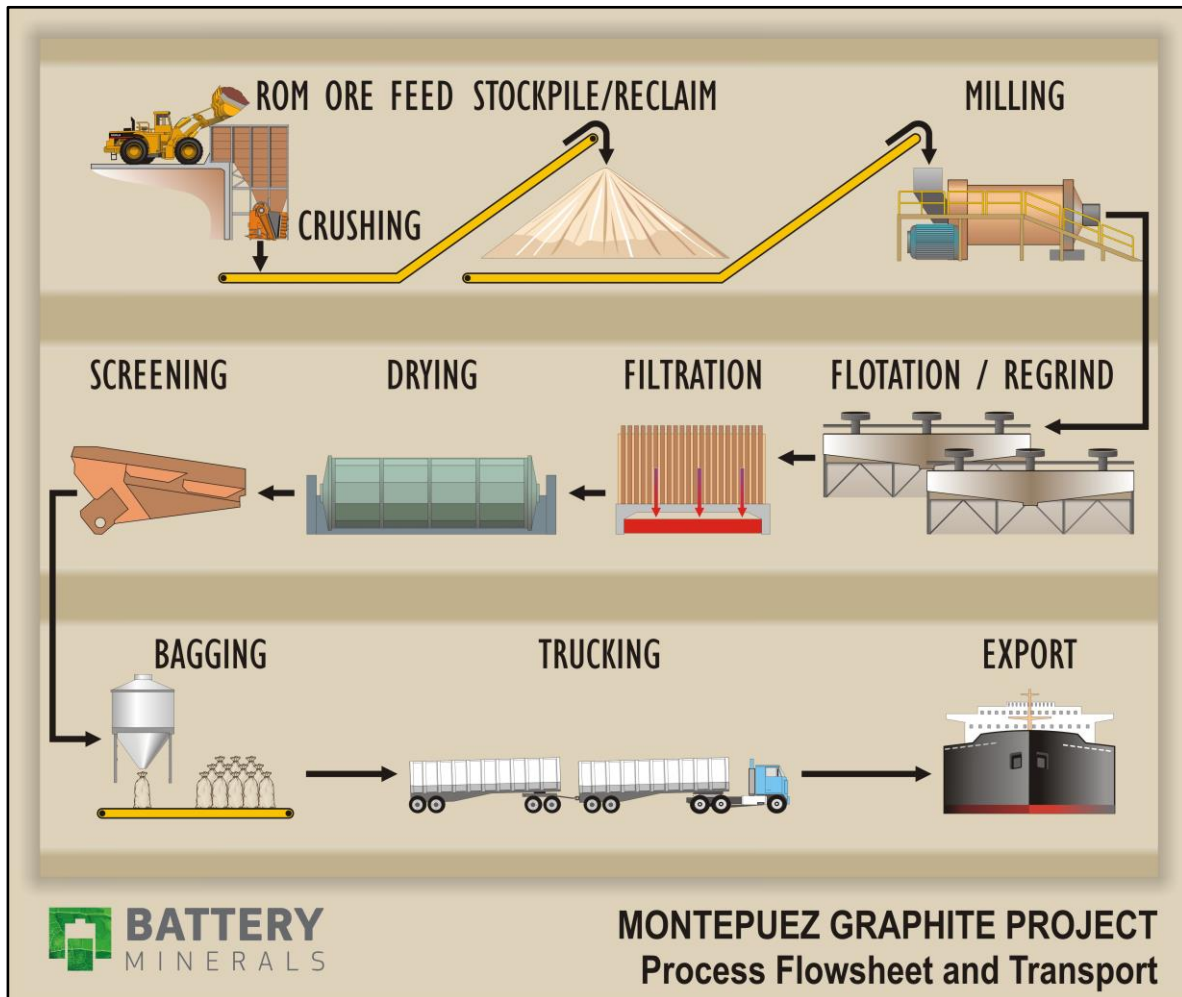 ROM ORE FEED STOCKPILE/RECLAIM
MILLING
CRUSHING
SCREENING
DRYING
FILTRATION
FLOTATION / REGRIND
BAGGING
TRUCKING
EXPORT
BATTERY
MINERALS
MONTEPUEZ GRAPHITE PROJECT
Process Flowsheet and Transport